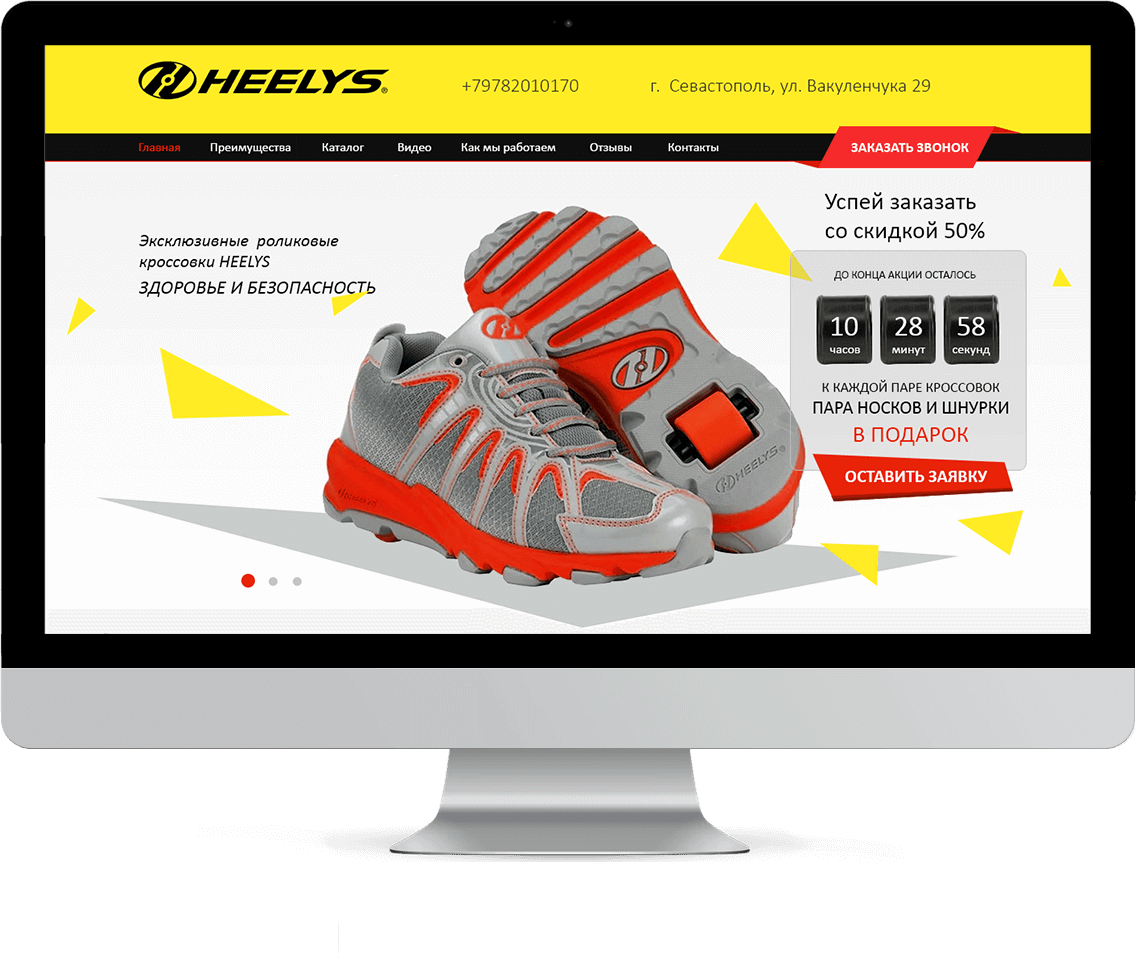 HEELYS®
+79782010170
г. Севастополь, ул. Вакуленчука 29
Главная
Преимущества
Каталог
Видео
Как мы работаем
Отзывы
Контакты
ЗАКАЗАТЬ ЗВОНОК
Эксклюзивные роликовые
кроссовки HEELYS
ЗДОРОВЬЕ И БЕЗОПАСНОСТЬ
Успей заказать
со скидкой 50%
ДО КОНЦА АКЦИИ ОСТАЛОСЬ
10 28 58
часов минут секунд
К КАЖДОЙ ПАРЕ КРОССОВОК
ПАРА НОСКОВ И ШНУРКИ
В ПОДАРОК
ОСТАВИТЬ ЗАЯВКУ
HEELYS®